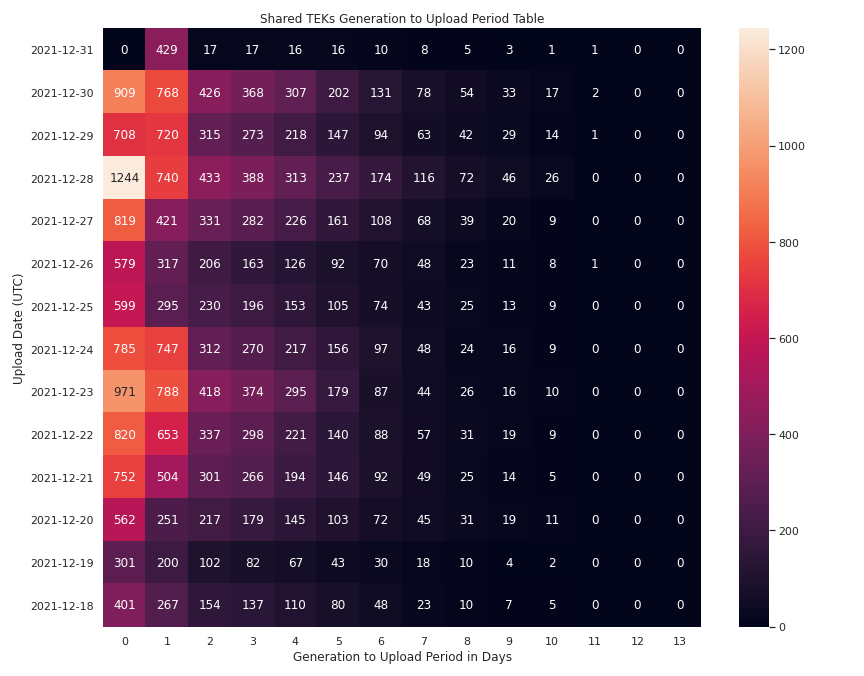 Shared TEKs Generation to Upload Period Table
Upload Date (UTC)
2021-12-31 0 429 17 17 16 16 10 8 5 3 1 1 0 0
2021-12-30 909 768 426 368 307 202 131 78 54 33 17 2 0 0
2021-12-29 708 720 315 273 218 147 94 63 42 29 14 1 0 0
2021-12-28 1244 740 433 388 313 237 174 116 72 46 26 0 0 0
2021-12-27 819 421 331 282 226 161 108 68 39 20 9 0 0 0
2021-12-26 579 317 206 163 126 92 70 48 23 11 8 1 0 0
2021-12-25 599 295 230 196 153 105 74 43 25 13 9 0 0 0
2021-12-24 785 747 312 270 217 156 97 48 24 16 9 0 0 0
2021-12-23 971 788 418 374 295 179 87 44 26 16 10 0 0 0
2021-12-22 820 653 337 298 221 140 88 57 31 19 9 0 0 0
2021-12-21 752 504 301 266 194 146 92 49 25 14 5 0 0 0
2021-12-20 562 251 217 179 145 103 72 45 31 19 11 0 0 0
2021-12-19 301 200 102 82 67 43 30 18 10 4 2 0 0 0
2021-12-18 401 267 154 137 110 80 48 23 10 7 5 0 0 0
0 1 2 3 4 5 6 7 8 9 10 11 12 13
Generation to Upload Period in Days
1200
1000
800
600
400
200
0